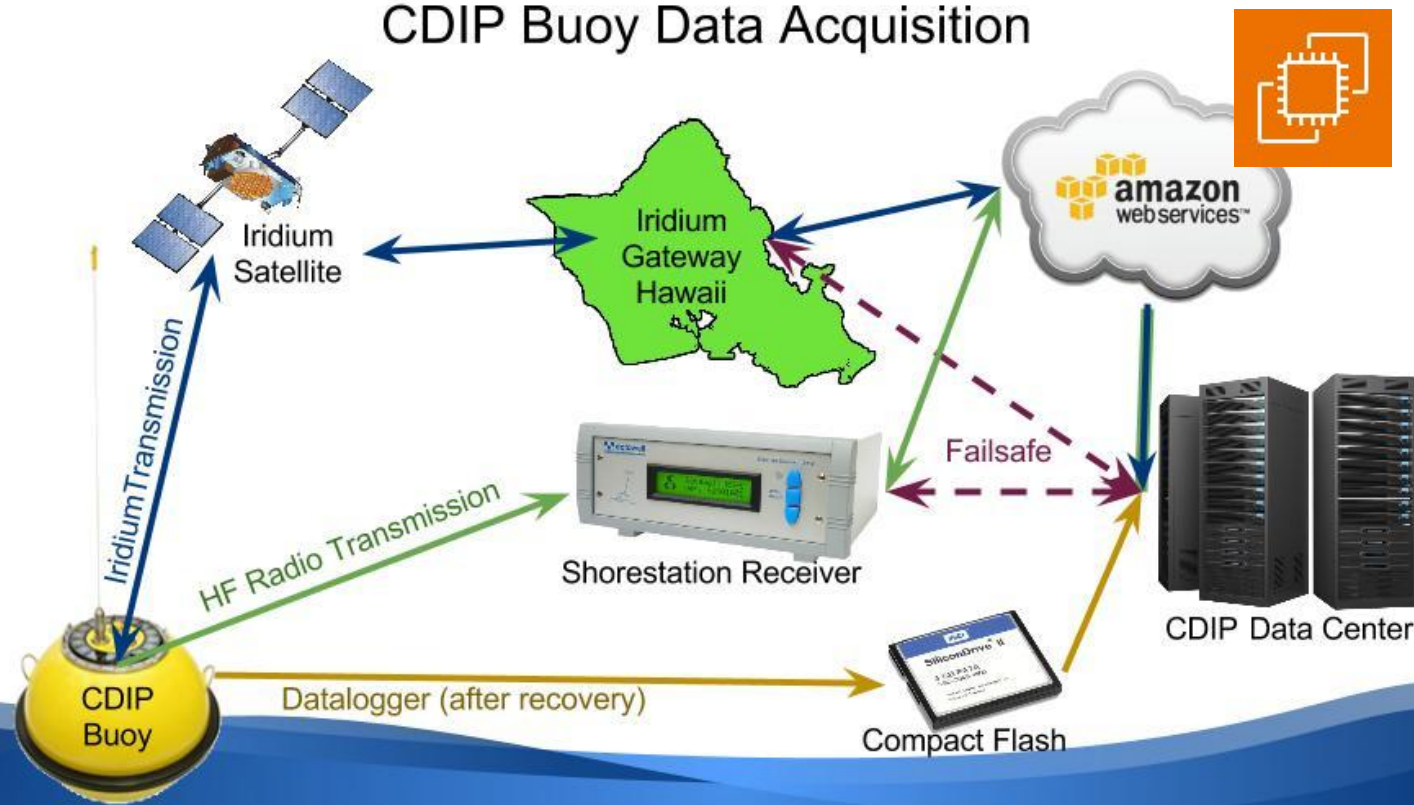 CDIP Buoy Data Acquisition
amazon
webservices™
Iridium
Satellite
Iridium
Gateway
Hawaii
IridiumTransmission
HF Radio Transmission
Failsafe
Shorestation Receiver
CDIP Data Center
SiliconDrive II
CDIP
Buoy
Datalogger (after recovery)
Compact Flash